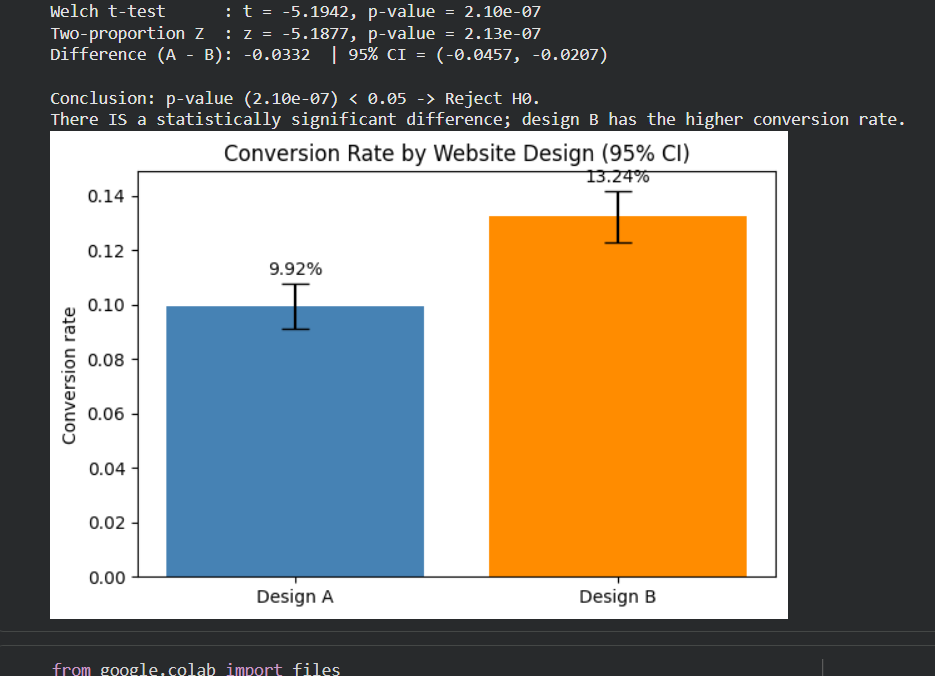 Welch t-test : t = -5.1942, p-value = 2.10e-07
Two-proportion Z : z = -5.1877, p-value = 2.13e-07
Difference (A - B): -0.0332 | 95% CI = (-0.0457, -0.0207)
Conclusion: p-value (2.10e-07) < 0.05 -> Reject H0.
There IS a statistically significant difference; design B has the higher conversion rate.
Conversion Rate by Website Design (95% CI)
13.24%
0.14
0.12
9.92%
0.10
0.08
0.06
0.04
0.02
0.00
Conversion rate
Design A
Design B
from google.colab import files